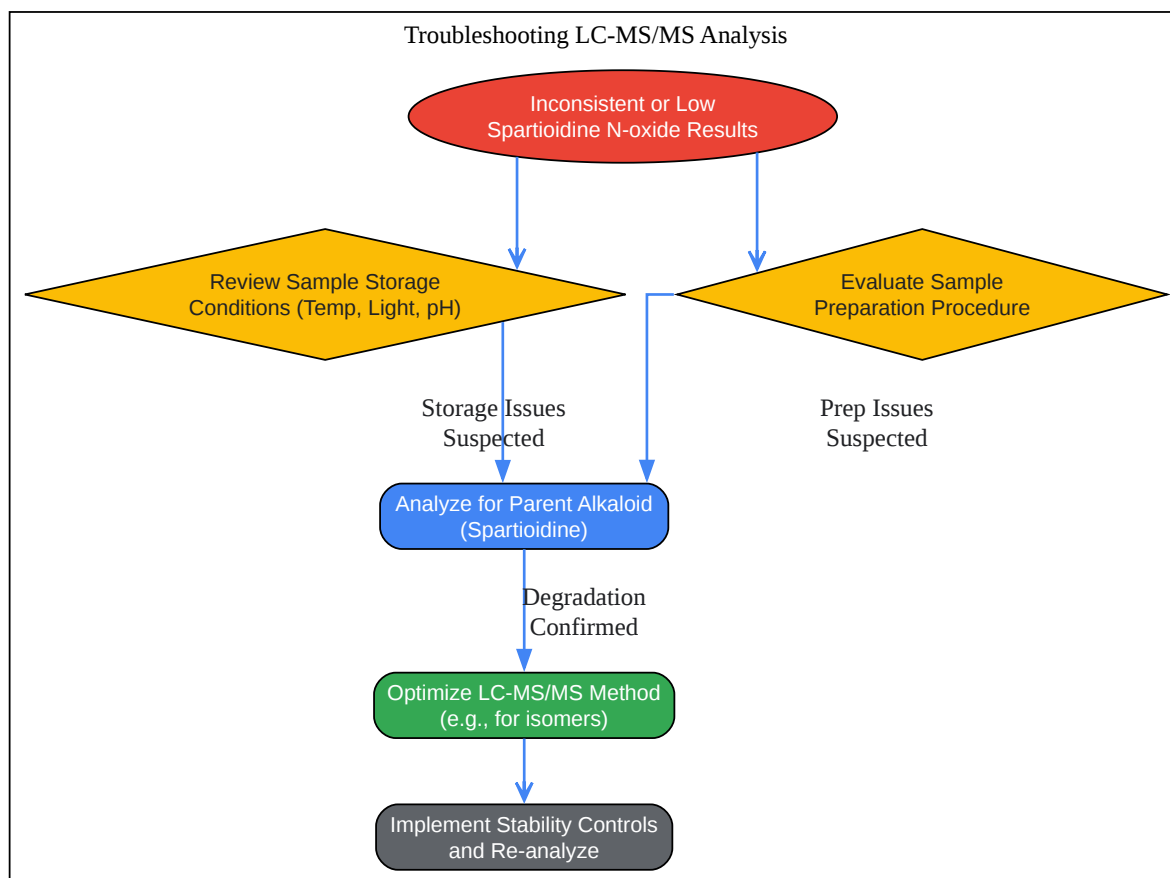 Troubleshooting LC-MS/MS Analysis
Inconsistent or Low
Spartioidine N-oxide Results
Review Sample Storage
Conditions (Temp, Light, pH)
Evaluate Sample
Preparation Procedure
Storage Issues
Suspected
Prep Issues
Suspected
Analyze for Parent Alkaloid
(Spartioidine)
Degradation
Confirmed
Optimize LC-MS/MS Method
(e.g., for isomers)
Implement Stability Controls
and Re-analyze